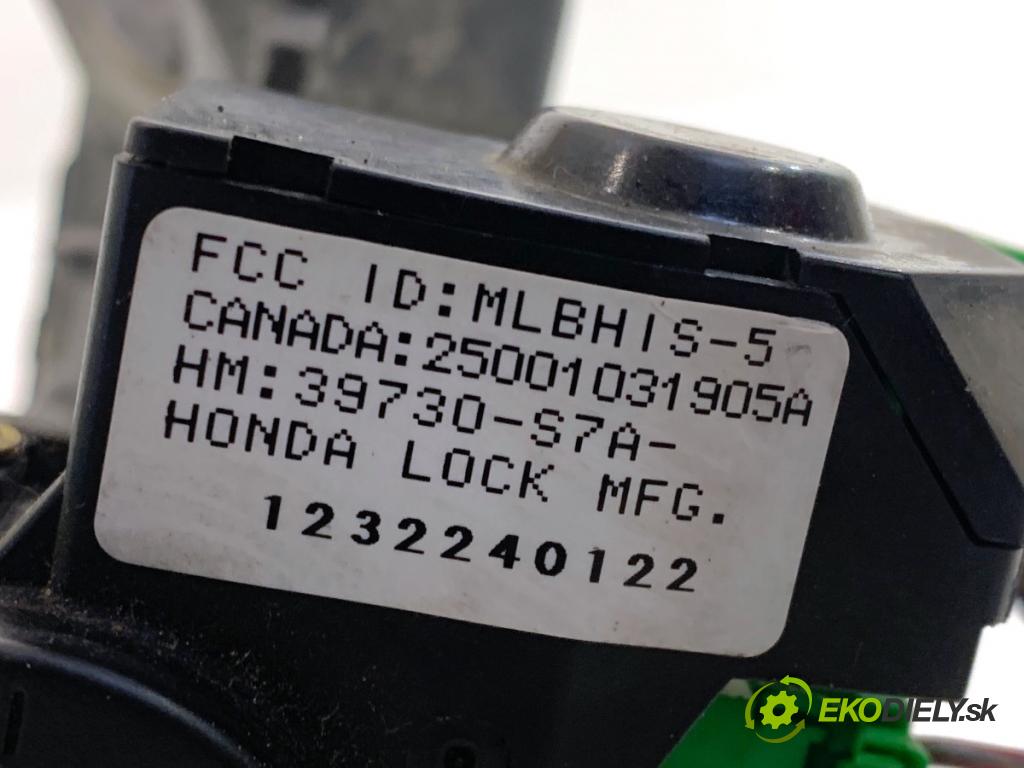 FCC ID:MLBHIS-5
CANADA:25001031905A
HM:39730-S7A-
HONDA LOCK MFG.
1232240122
EKODIELY.sk